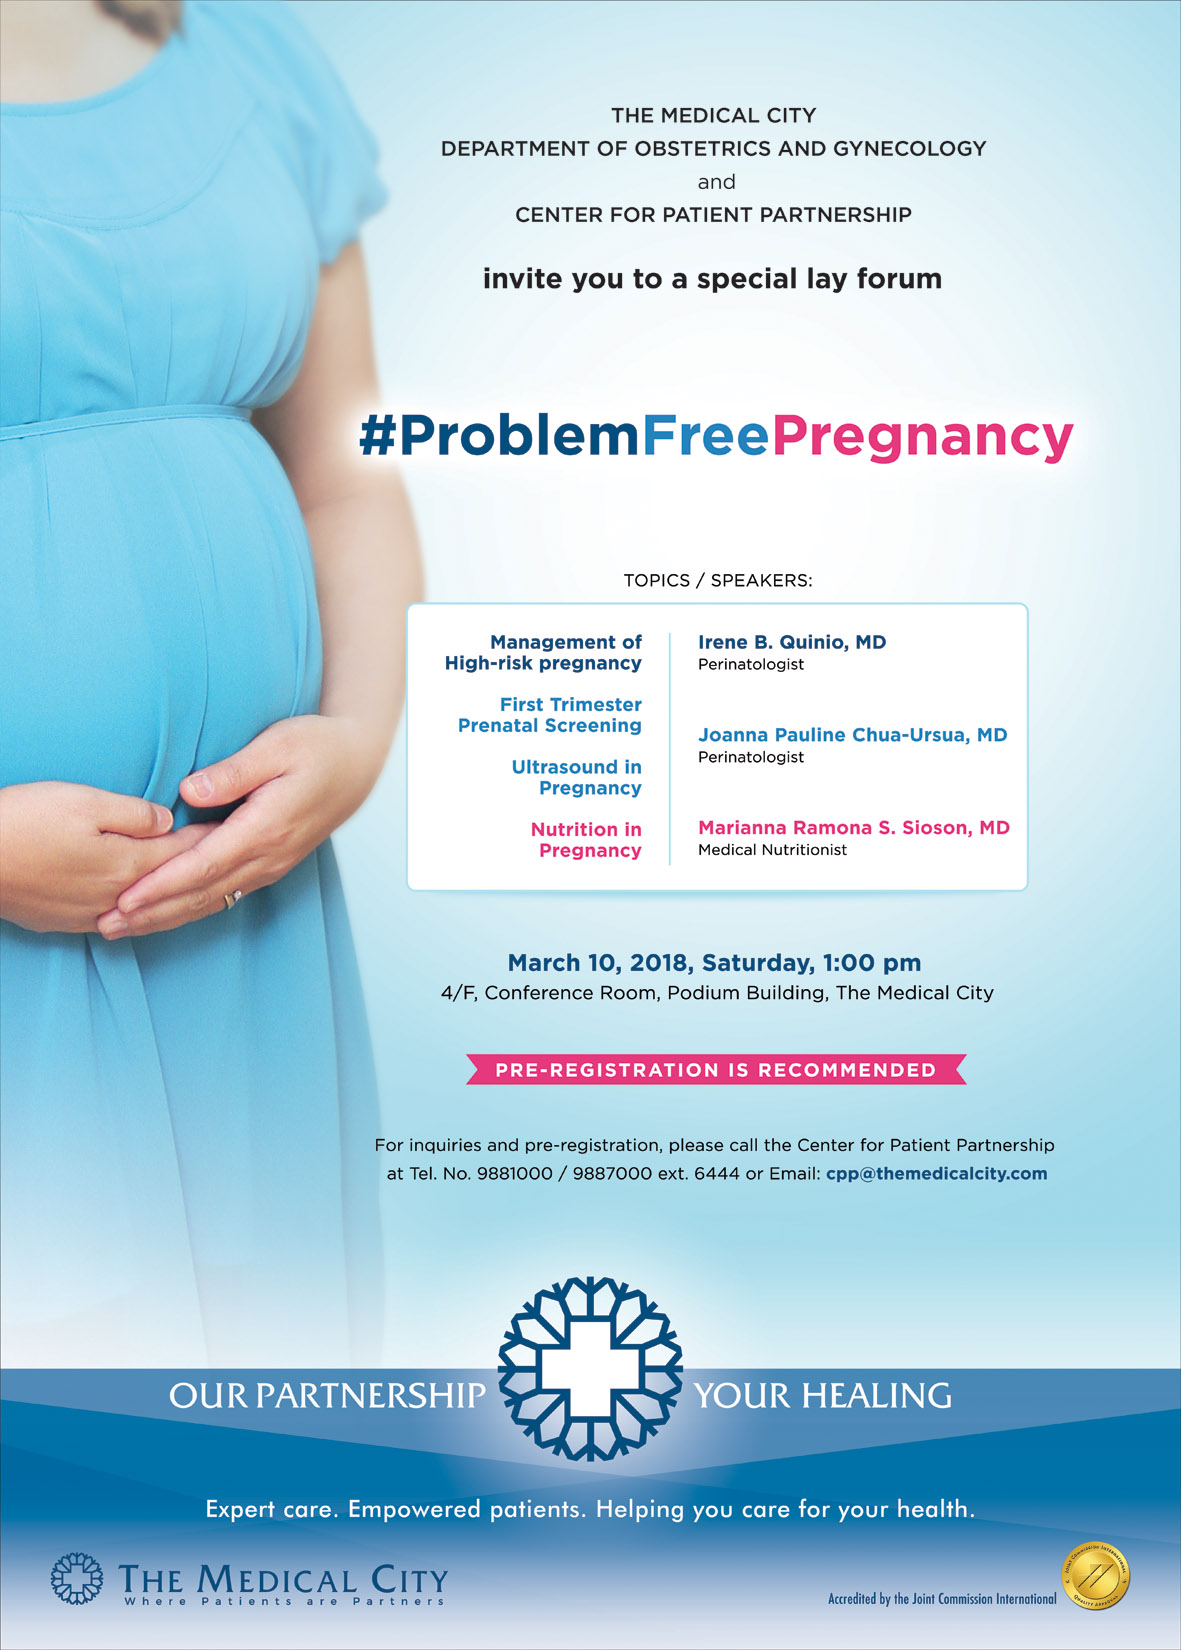 THE MEDICAL CITY
DEPARTMENT OF OBSTETRICS AND GYNECOLOGY
and
CENTER FOR PATIENT PARTNERSHIP
invite you to a special lay forum
#ProblemFreePregnancy
TOPICS / SPEAKERS:
Management of
High-risk pregnancy
Irene B. Quinio, MD
Perinatologist
First Trimester
Prenatal Screening
Ultrasound in
Pregnancy
Joanna Pauline Chua-Ursua, MD
Perinatologist
Nutrition in
Pregnancy
Marianna Ramona S. Sioson, MD
Medical Nutritionist
March 10, 2018, Saturday, 1:00 pm
4/F, Conference Room, Podium Building, The Medical City
PRE-REGISTRATION IS RECOMMENDED
For inquiries and pre-registration, please call the Center for Patient Partnership
at Tel. No. 9881000 / 9887000 ext. 6444 or Email: cpp@themedicalcity.com
OUR PARTNERSHIP YOUR HEALING
Expert care. Empowered patients. Helping you care for your health.
THE MEDICAL CITY
Where Patients are Partners
Accredited by the Joint Commission International
Joint Commission International
Quality Approval